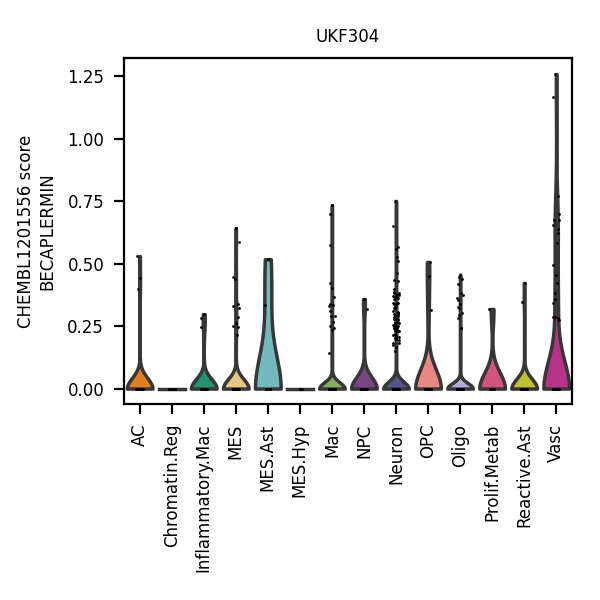 UKF304
CHEMBL1201556 score
BECAPLERMIN
1.25
1.00
0.75
0.50
0.25
0.00
AC
Chromatin.Reg
Inflammatory.Mac
MES
MES.Ast
MES.Hyp
Mac
NPC
Neuron
OPC
Oligo
Prolif.Metab
Reactive.Ast
Vasc